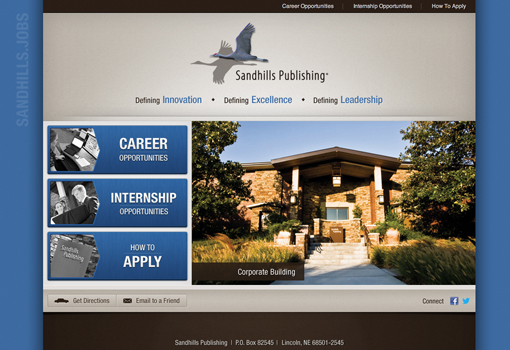 Career Opportunities | Internship Opportunities | How To Apply
SANDHILLS.JOBS
Sandhills Publishing
Defining Innovation • Defining Excellence • Defining Leadership
CAREER
OPPORTUNITIES
INTERNSHIP
OPPORTUNITIES
Sandhills
Publishing
HOW TO
APPLY
Corporate Building
Get Directions
Email to a Friend
Connect
Sandhills Publishing | P.O. Box 82545 | Lincoln, NE 68501-2545